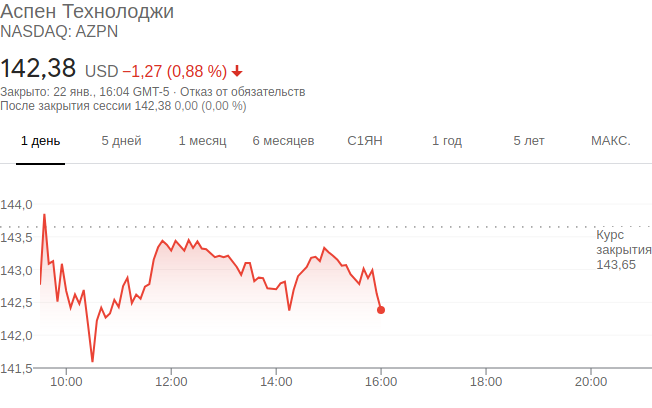 Аспен Технолоджи
NASDAQ: AZPN
142,38 USD −1,27 (0,88 %)
Закрыто: 22 янв., 16:04 GMT-5 · Отказ от обязательств
После закрытия сессии 142,38 0,00 (0,00 %)
1 день 5 дней 1 месяц 6 месяцев С1ЯН 1 год 5 лет МАКС.
144,0
143,5
143,0
142,5
142,0
141,5
Курс
закрытия
143,65
10:00 12:00 14:00 16:00 18:00 20:00